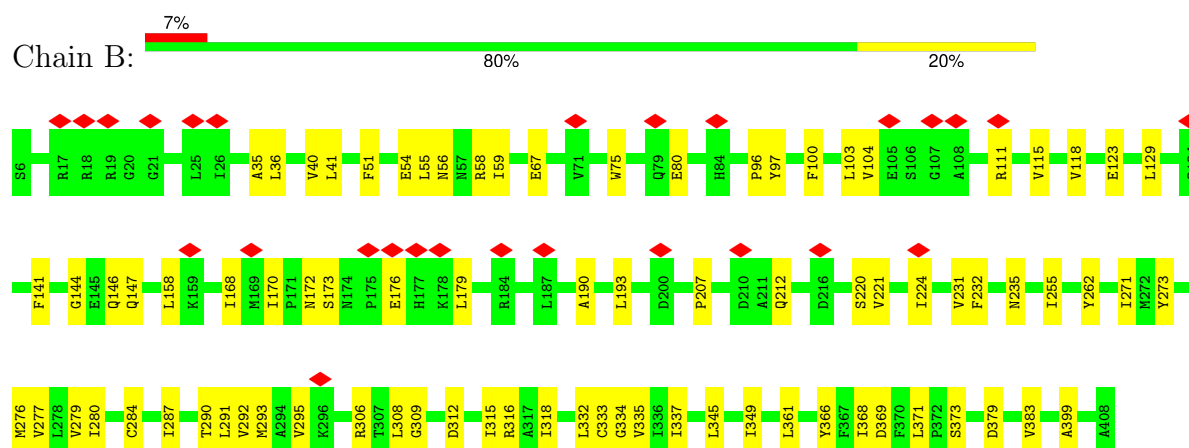 7%
Chain B:
80% 20%
S6 R17 R18 R19 G20 G21 L25 I26 A35 L36 V40 L41 F51 E54 L55 N56 N57 R58 I59 E67 V71 W75 Q79 E80 H84 P96 Y97 F100 L103 V104 E105 S106 G107 A108 R111 V115 V118 E123 L129
F141 G144 E145 Q146 Q147 L158 K159 I168 M169 I170 P171 N172 S173 N174 P175 E176 H177 K178 L179 R184 L187 A190 L193 D200 P207 D210 A211 Q212 D216 S220 V221 I224 V231 F232 N235 I255 Y262 I271 M272 Y273
M276 V277 L278 V279 I280 C284 I287 T290 L291 V292 M293 A294 V295 K296 R306 T307 L308 G309 D312 I315 R316 A317 I318 L332 C333 G334 V335 I336 I337 L345 I349 L361 Y366 F367 I368 D369 F370 L371 P372 S373 D379 V383 A399 A408